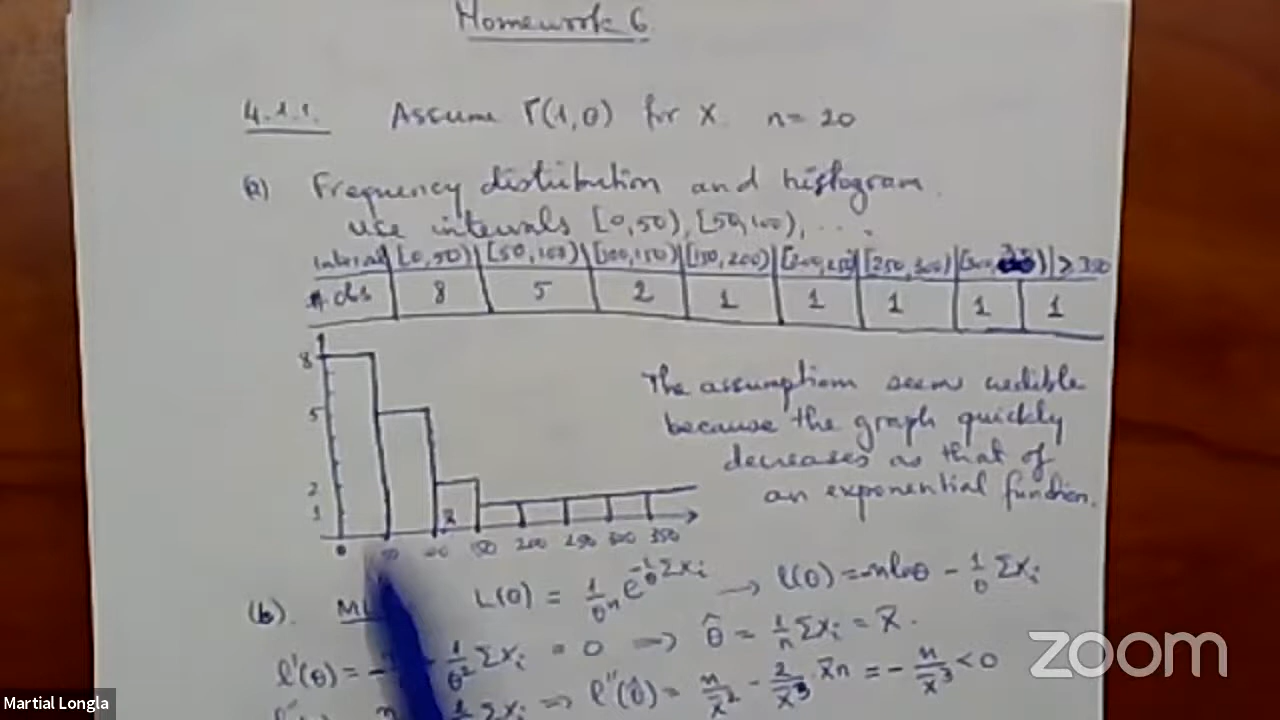 Homework 6
4.1.1. Assume Γ(1,θ) for X. n=20
(a) Frequency distribution and histogram.
use intervals [0,50), [50,100), ....
interval [0,50) [50,100) [100,150) [150,200) [200,250) [250,300) [300, ) ≥ 350
# obs 8 5 2 1 1 1 1 1
The assumption seems credible
because the graph quickly
decreases as that of
an exponential function.
8
5
2
1
0 50 100 150 200 250 300 350
x̄
(b). L(θ) = 1/θⁿ e^(-1/θ Σxi) → l(θ) = -n ln θ - 1/θ Σxi
l'(θ) = - 1/θ² Σxi = 0 ⟹ θ̂ = 1/n Σxi = x̄.
Σxi ⟹ l''(θ̂) = n/x̄² - 2/x̄³ · x̄n = - n/x̄³ < 0
zoom
Martial Longla